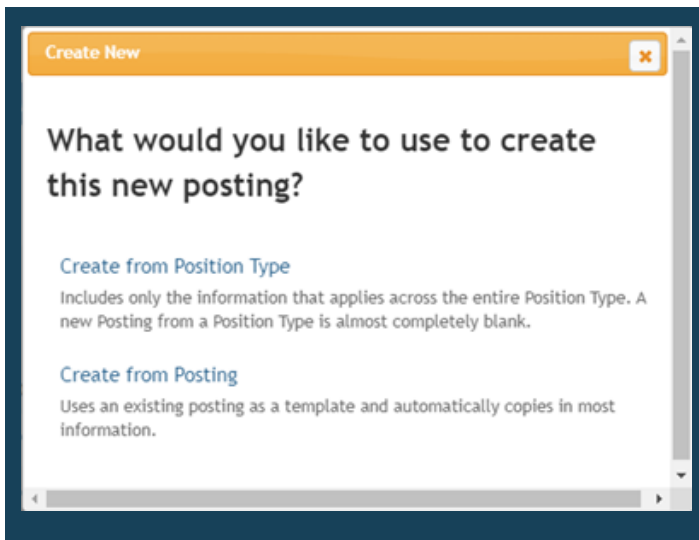 Create New
What would you like to use to create
this new posting?
Create from Position Type
Includes only the information that applies across the entire Position Type. A
new Posting from a Position Type is almost completely blank.
Create from Posting
Uses an existing posting as a template and automatically copies in most
information.